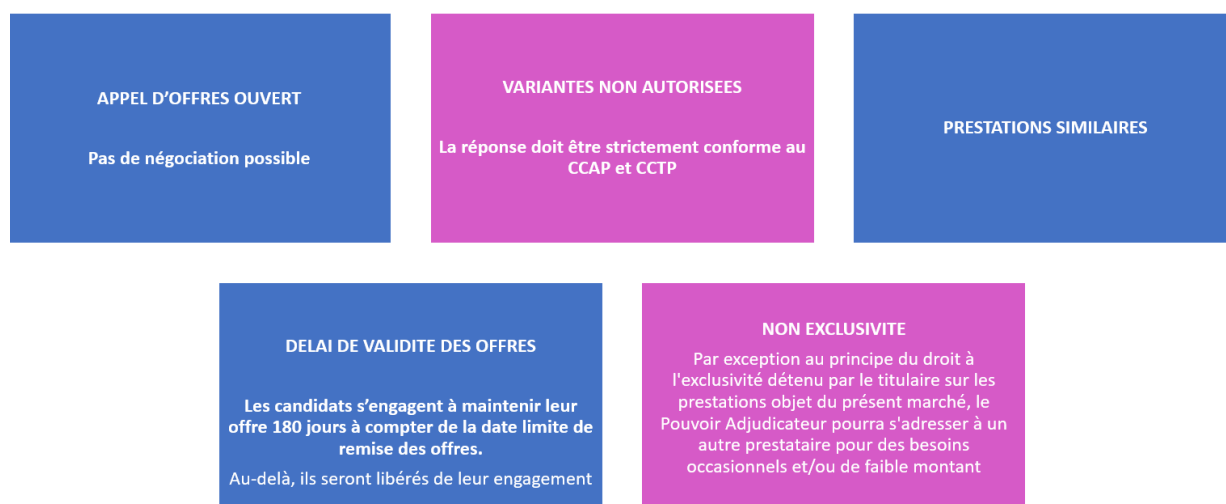 APPEL D’OFFRES OUVERT
Pas de négociation possible
VARIANTES NON AUTORISEES
La réponse doit être strictement conforme au
CCAP et CCTP
PRESTATIONS SIMILAIRES
DELAI DE VALIDITE DES OFFRES
Les candidats s’engagent à maintenir leur
offre 180 jours à compter de la date limite de
remise des offres.
Au-delà, ils seront libérés de leur engagement
NON EXCLUSIVITE
Par exception au principe du droit à
l'exclusivité détenu par le titulaire sur les
prestations objet du présent marché, le
Pouvoir Adjudicateur pourra s'adresser à un
autre prestataire pour des besoins
occasionnels et/ou de faible montant